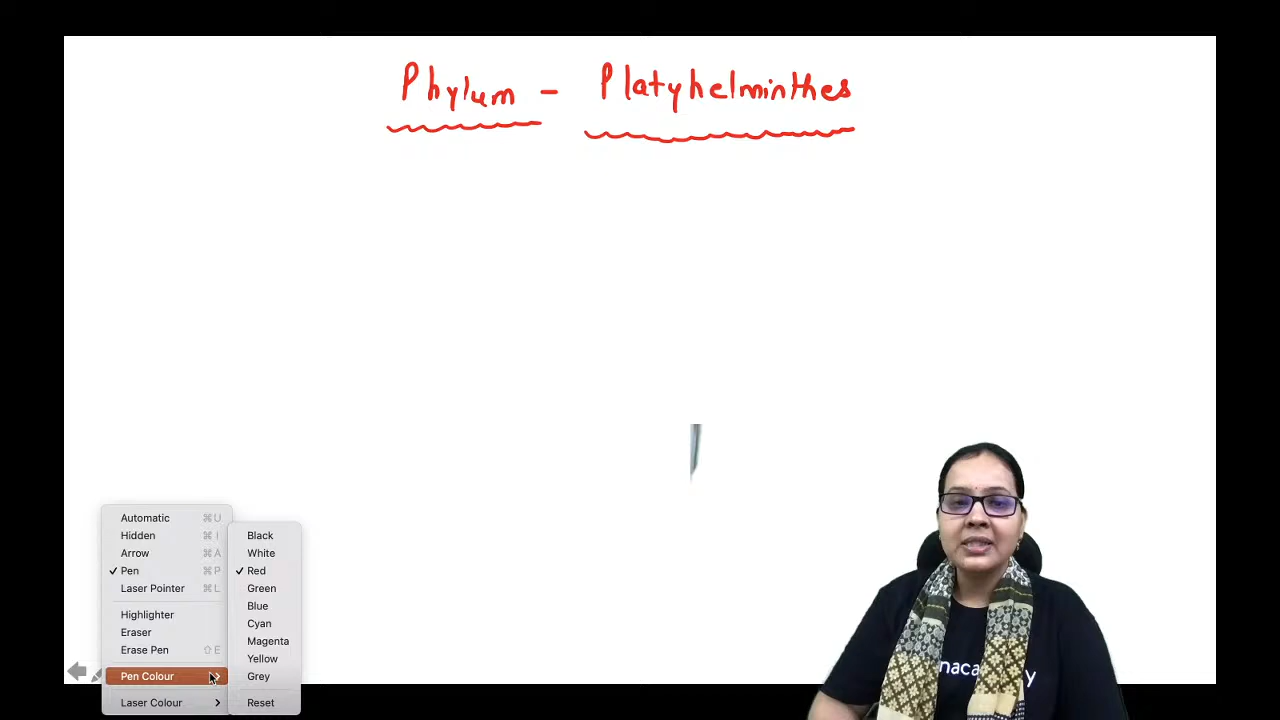 Phylum - Platyhelminthes
Automatic ⌘U
Hidden ⌘I
Arrow ⌘A
✓ Pen ⌘P
Laser Pointer ⌘L
Highlighter
Eraser
Erase Pen ⇧E
Pen Colour
Laser Colour
Black
White
✓ Red
Green
Blue
Cyan
Magenta
Yellow
Grey
Reset